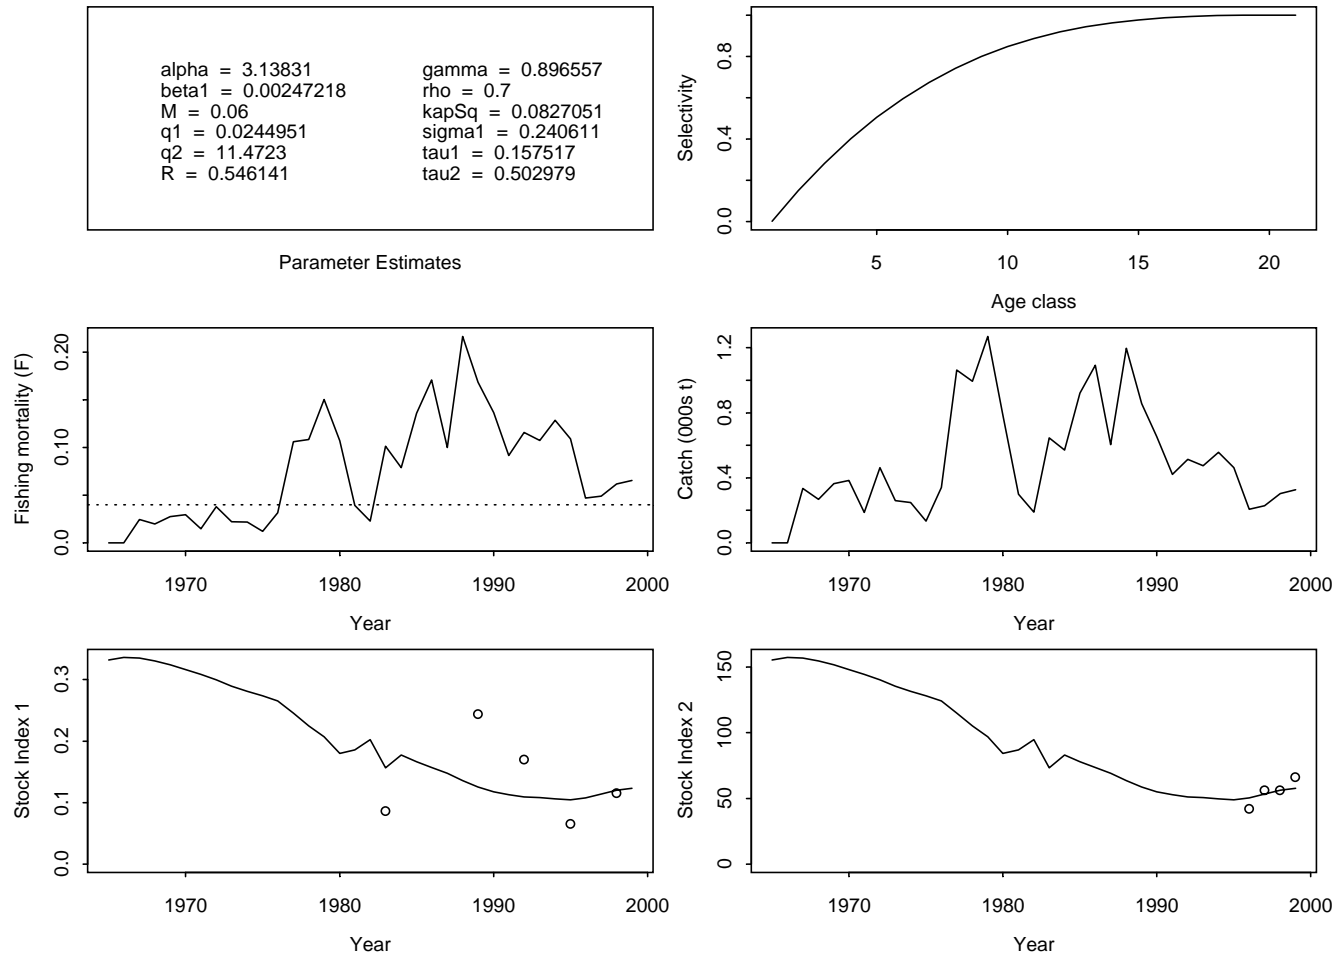 alpha = 3.13831
beta1 = 0.00247218
M = 0.06
q1 = 0.0244951
q2 = 11.4723
R = 0.546141
gamma = 0.896557
rho = 0.7
kapSq = 0.0827051
sigma1 = 0.240611
tau1 = 0.157517
tau2 = 0.502979
Parameter Estimates
Selectivity
0.8
0.4
0.0
5 10 15 20
Age class
Fishing mortality (F)
0.20
0.10
0.0
1970 1980 1990 2000
Year
Catch (000s t)
1.2
0.8
0.4
0.0
1970 1980 1990 2000
Year
Stock Index 1
0.3
0.2
0.1
0.0
1970 1980 1990 2000
Year
Stock Index 2
150
100
50
0
1970 1980 1990 2000
Year